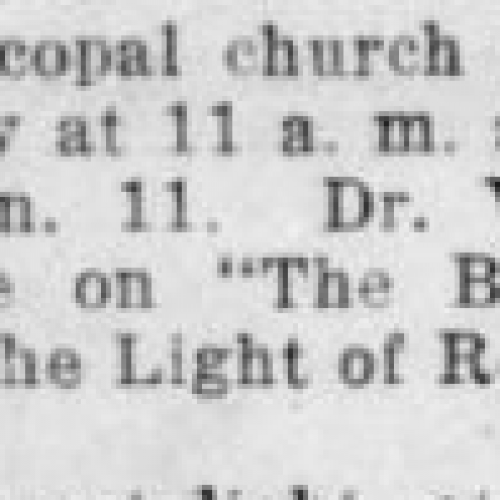 copal church
at 11 a. m.
n. 11. Dr.
on "The B
he Light of R